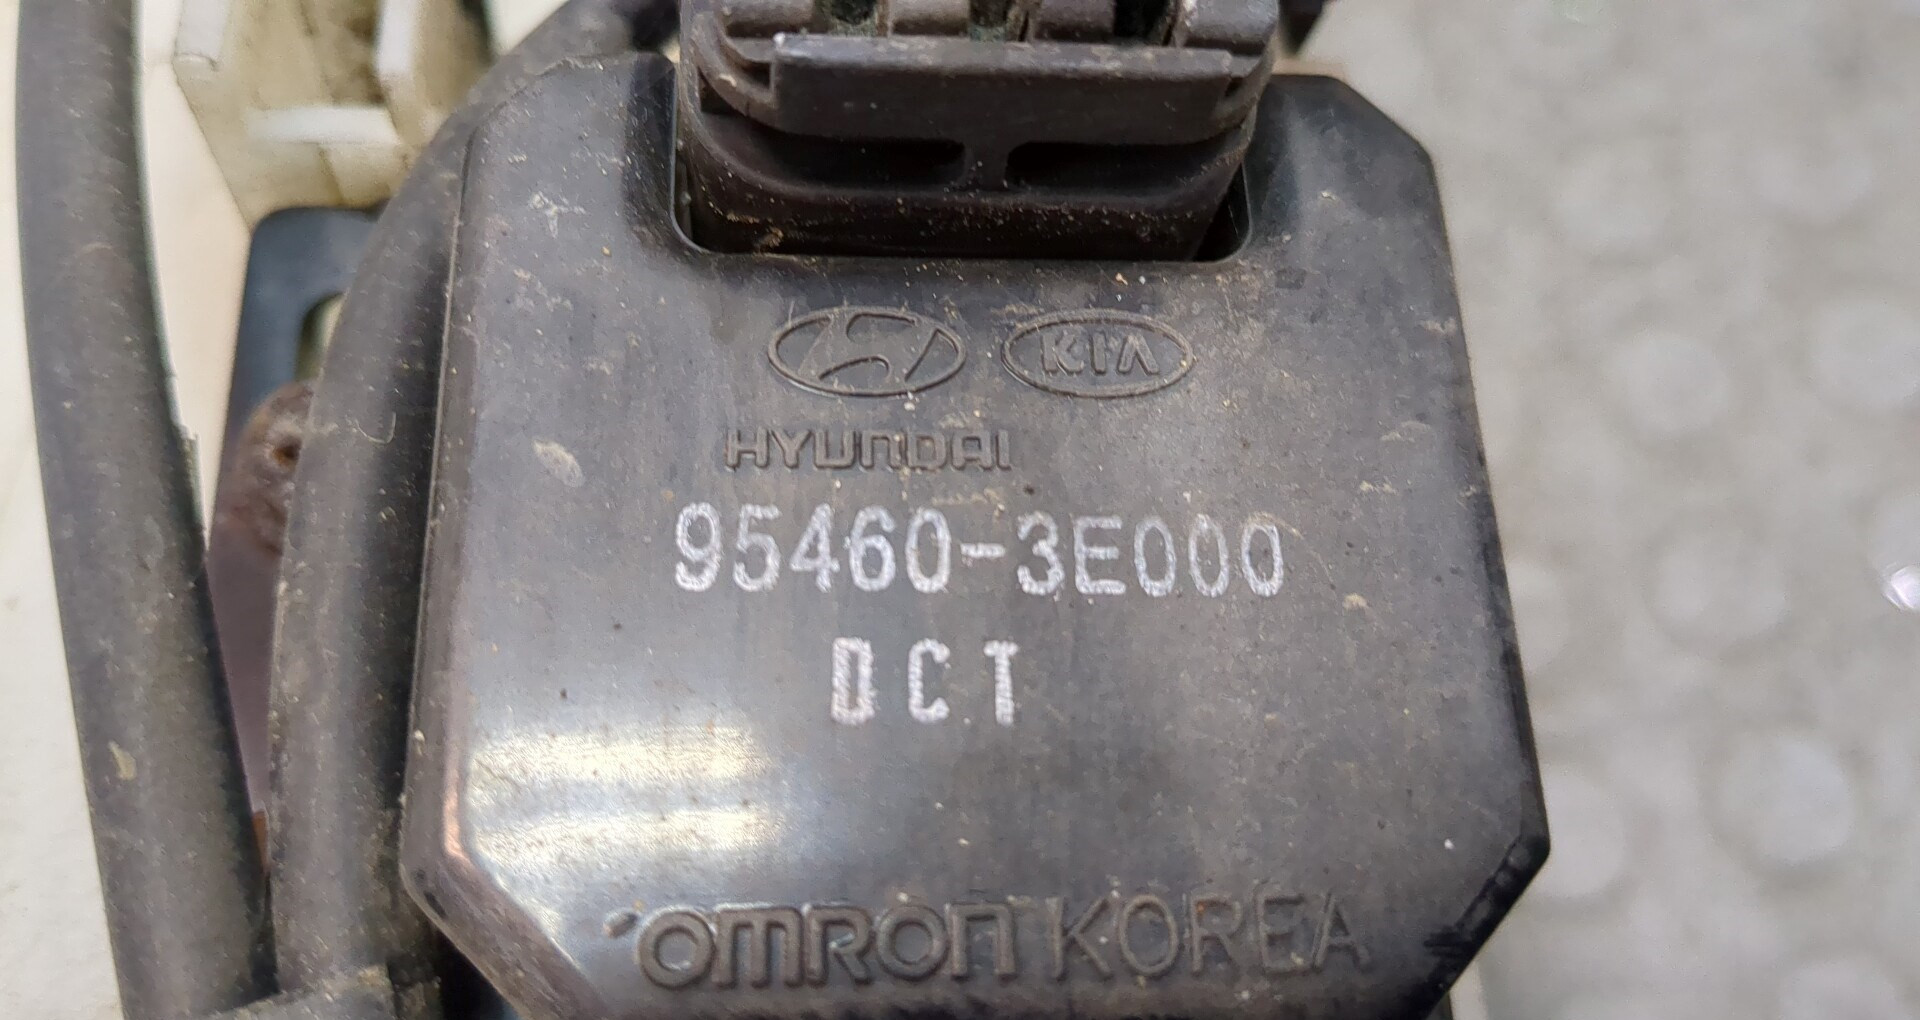 KIA
HYUNDAI
95460-3E000
DCT
OMRON KOREA